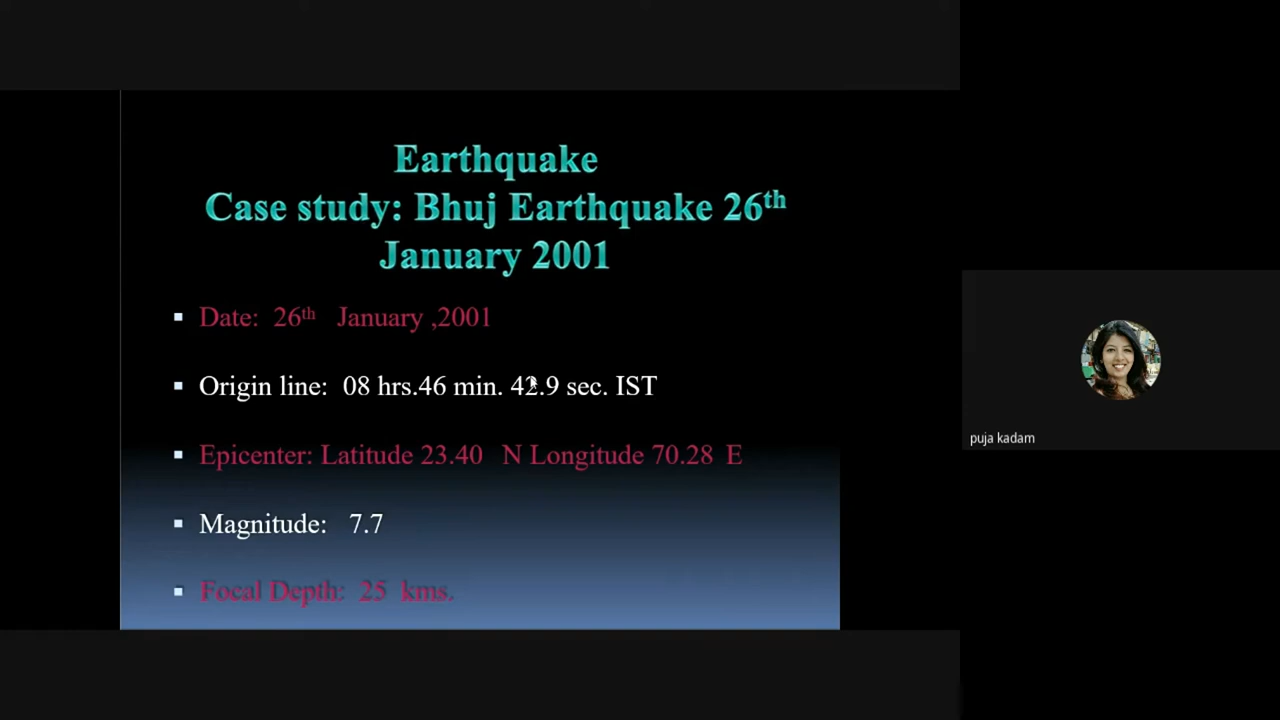 Earthquake
Case study: Bhuj Earthquake 26th
January 2001
Date: 26th January ,2001
Origin line: 08 hrs.46 min. 42.9 sec. IST
Epicenter: Latitude 23.40 N Longitude 70.28 E
Magnitude: 7.7
Focal Depth: 25 kms.
puja kadam